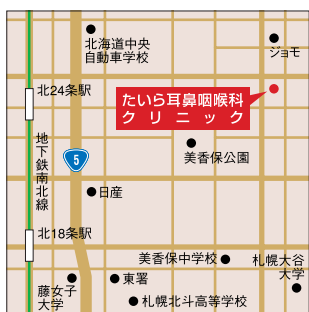 北海道中央
自動車学校
ジョモ
北24条駅
たいら耳鼻咽喉科
クリニック
地下鉄南北線
美香保公園
5
日産
北18条駅
美香保中学校
札幌大谷
大学
藤女子
大学
東署
札幌北斗高等学校